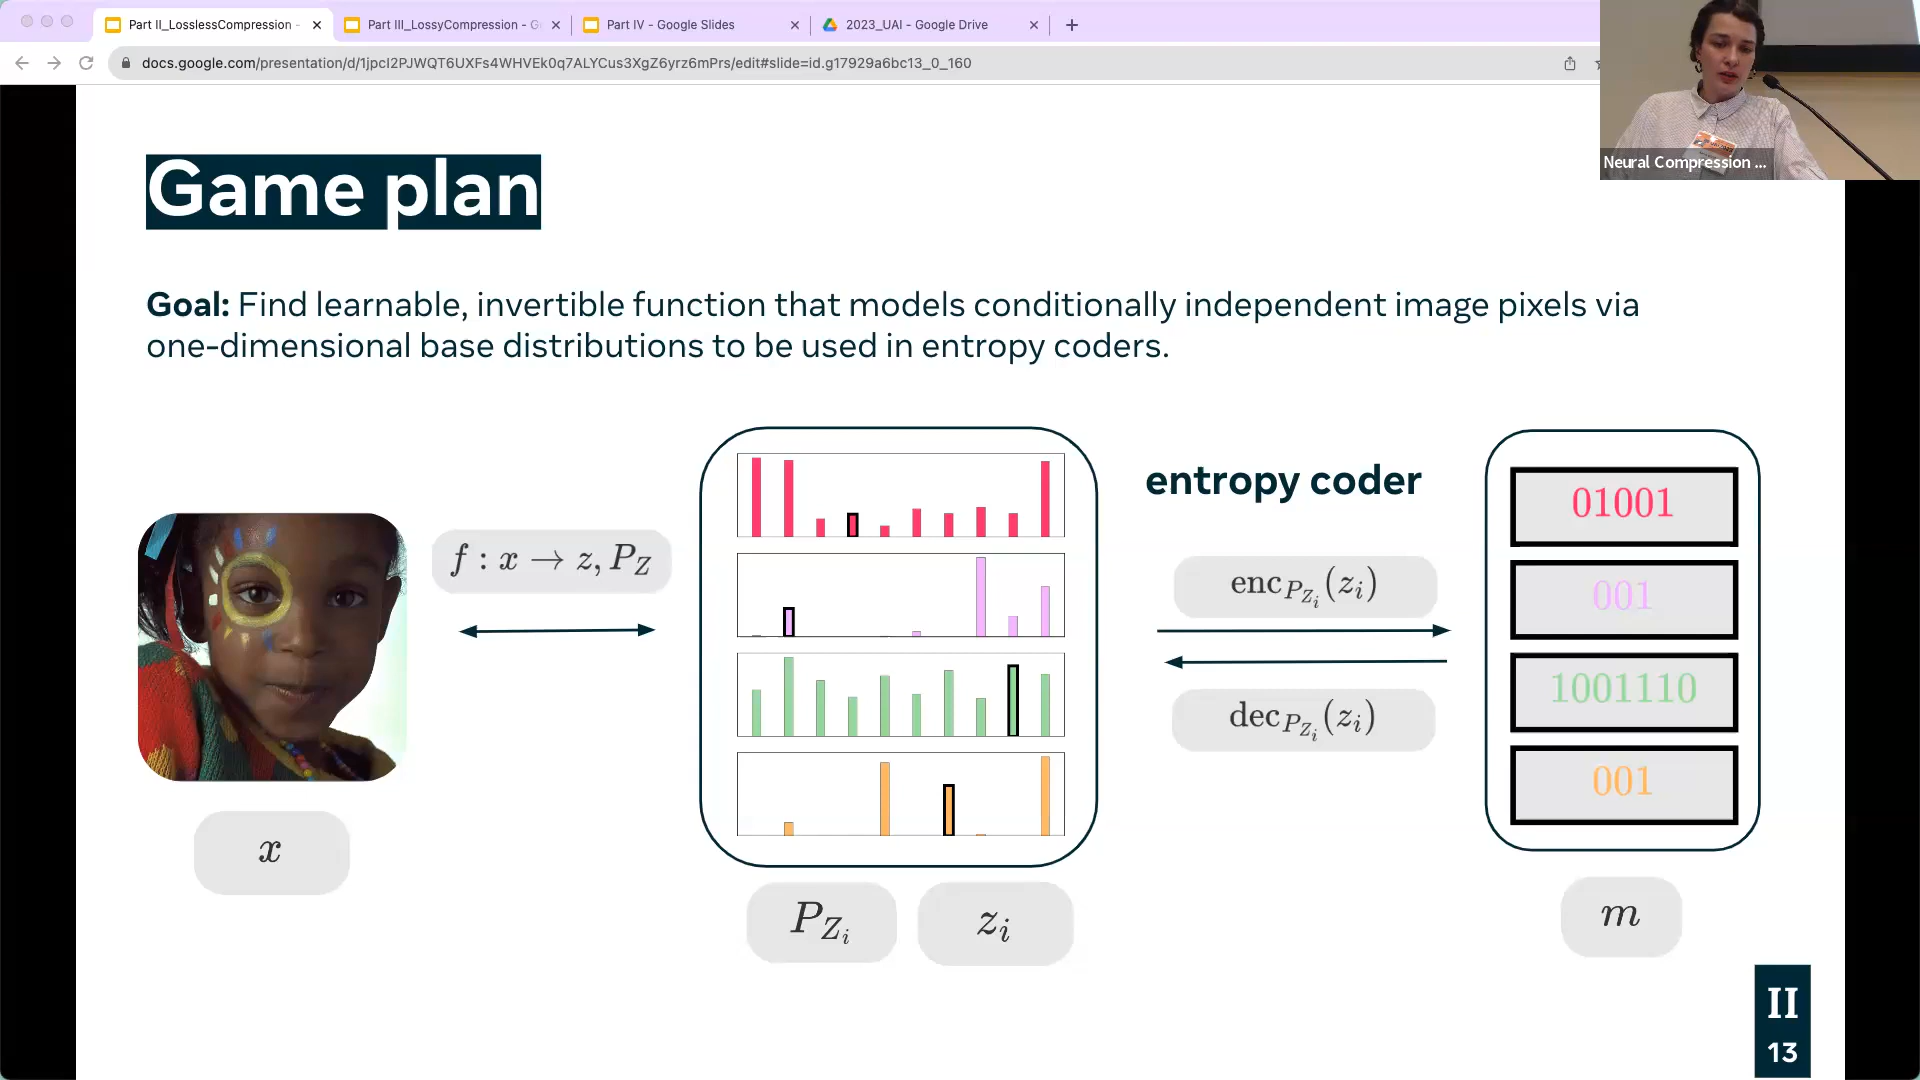 Part II_LosslessCompression -
Part III_LossyCompression - G
Part IV - Google Slides
2023_UAI - Google Drive
docs.google.com/presentation/d/1jpcI2PJWQT6UXFs4WHVEk0q7ALYCus3XgZ6yrz6mPrs/edit#slide=id.g17929a6bc13_0_160
Neural Compression ...
Game plan
Goal: Find learnable, invertible function that models conditionally independent image pixels via
one-dimensional base distributions to be used in entropy coders.
f : x → z, P_Z
entropy coder
enc_{P_{Z_i}}(z_i)
dec_{P_{Z_i}}(z_i)
01001
001
1001110
001
x
P_{Z_i}
z_i
m
II
13